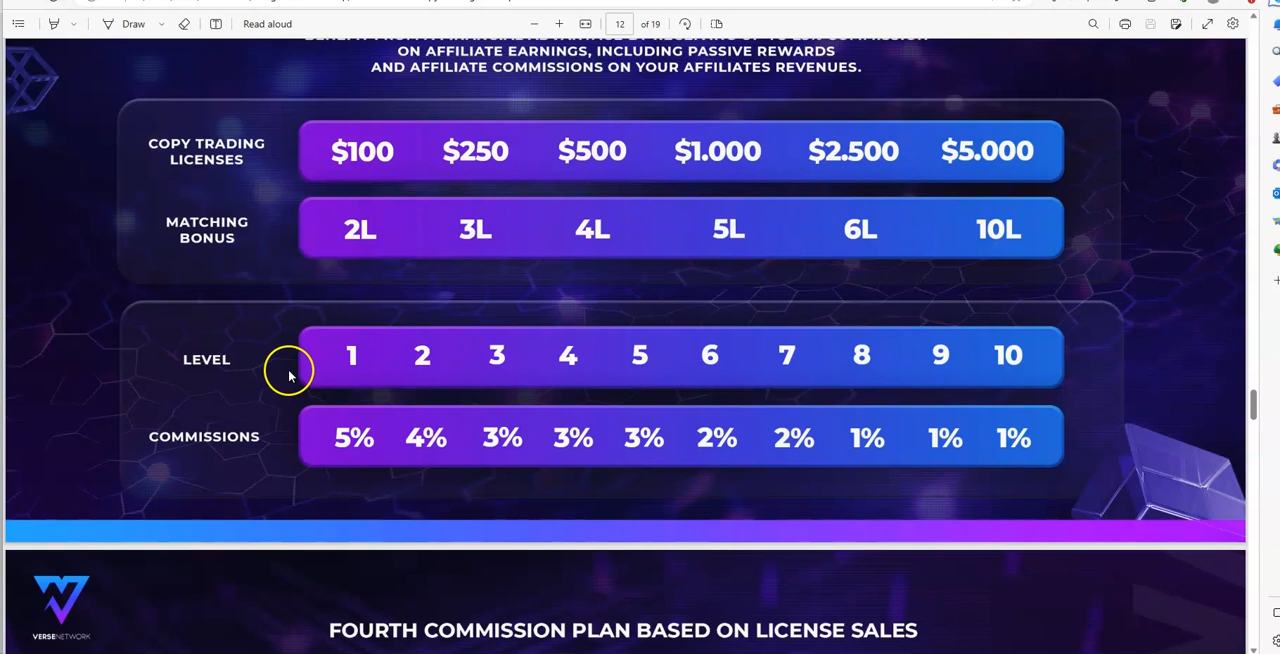 Draw
Read aloud
12 of 19
ON AFFILIATE EARNINGS, INCLUDING PASSIVE REWARDS
AND AFFILIATE COMMISSIONS ON YOUR AFFILIATES REVENUES.
COPY TRADING
LICENSES
$100 $250 $500 $1.000 $2.500 $5.000
MATCHING
BONUS
2L 3L 4L 5L 6L 10L
LEVEL
1 2 3 4 5 6 7 8 9 10
COMMISSIONS
5% 4% 3% 3% 3% 2% 2% 1% 1% 1%
VERSENETWORK
FOURTH COMMISSION PLAN BASED ON LICENSE SALES